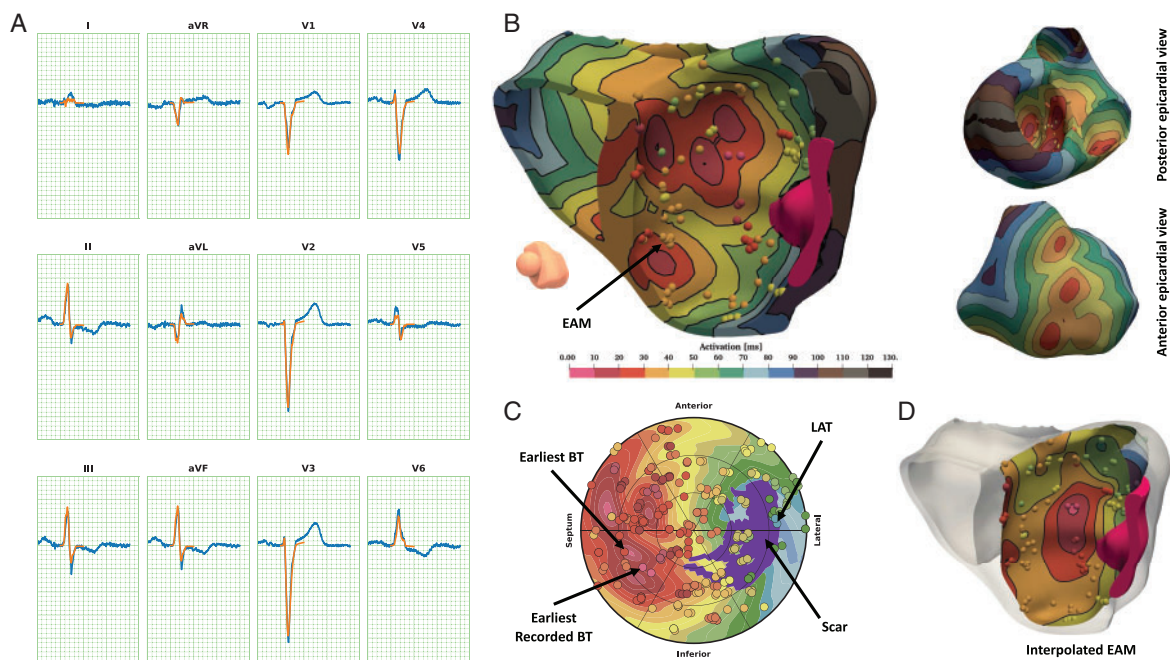 A
I
aVR
V1
V4
II
aVL
V2
V5
III
aVF
V3
V6
B
EAM
Activation [ms]
0.00 10 20 30 40 50 60 70 80 90 100 110 120 130.
Posterior epicardial view
Anterior epicardial view
C
Anterior
Earliest BT
LAT
Septum
Lateral
Earliest
Recorded BT
Scar
Inferior
D
Interpolated EAM